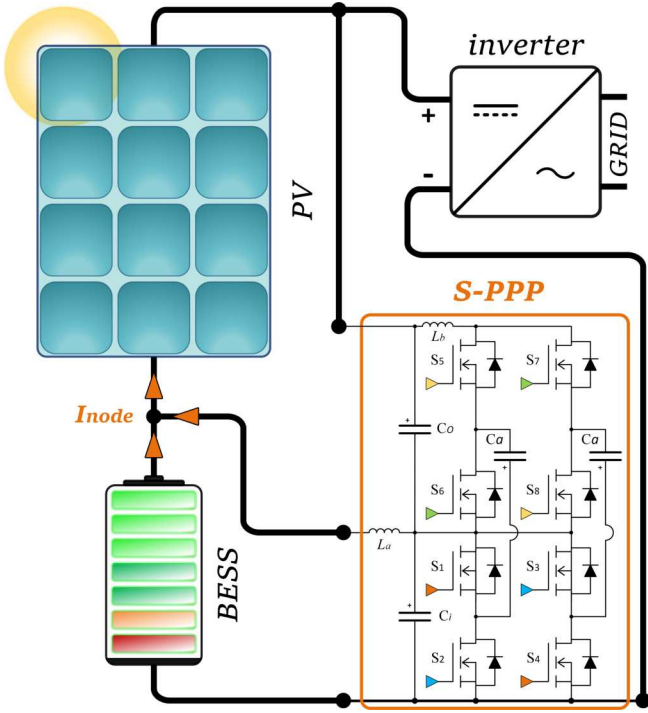 inverter
+
-
GRID
PV
S-PPP
Lb
S5
S7
+
Co
Ca
+
Ca
+
Inode
S6
S8
La
S1
S3
+
Ci
BESS
S2
S4